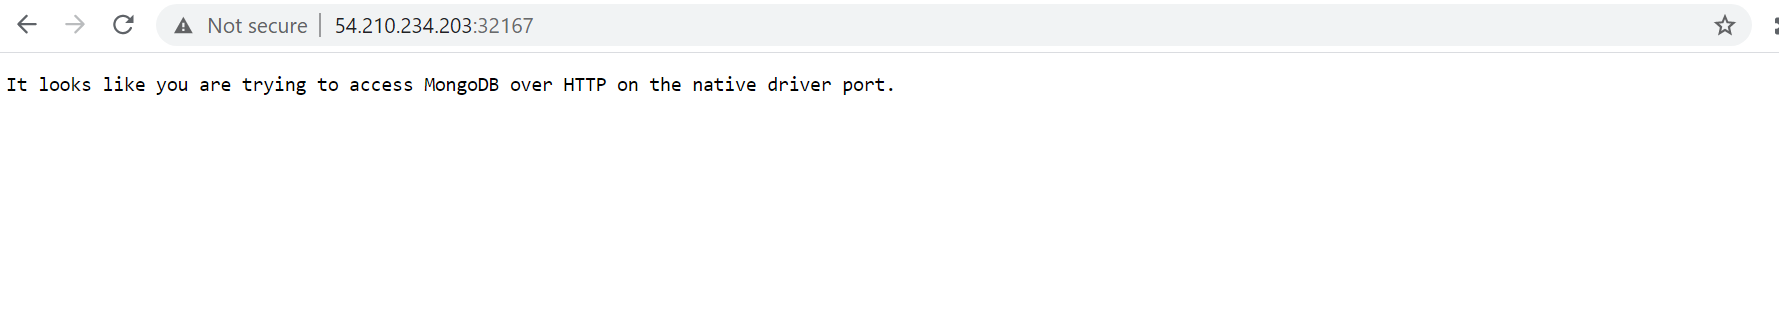 Not secure 54.210.234.203:32167
It looks like you are trying to access MongoDB over HTTP on the native driver port.